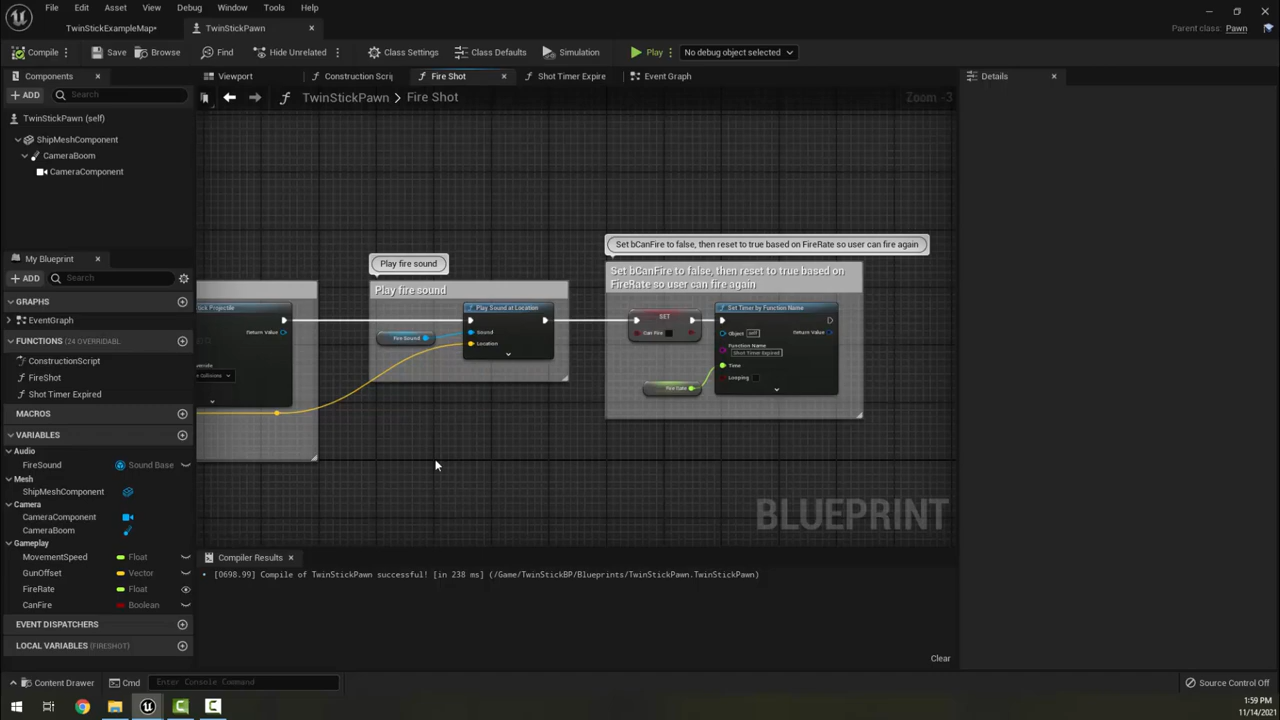 File Edit Asset View Debug Window Tools Help
TwinStickExampleMap* TwinStickPawn Parent class: Pawn
Compile Save Browse Find Hide Unrelated Class Settings Class Defaults Simulation Play No debug object selected
Components Viewport Construction Scrip Fire Shot Shot Timer Expire Event Graph Details
ADD Search TwinStickPawn > Fire Shot Zoom -3
TwinStickPawn (self)
ShipMeshComponent
CameraBoom
CameraComponent
Set bCanFire to false, then reset to true based on FireRate so user can fire again
Play fire sound
Set bCanFire to false, then reset to true based on
FireRate so user can fire again
Play fire sound
stick Projectile Play Sound at Location SET Set Timer by Function Name
Return Value Fire Sound Sound Can Fire Object self Return Value
Location Function Name
Shot Timer Expired
Time
Looping
Fire Rate
BLUEPRINT
My Blueprint
ADD Search
GRAPHS
EventGraph
FUNCTIONS (24 OVERRIDABL
ConstructionScript
FireShot
Shot Timer Expired
MACROS
VARIABLES
Audio
FireSound Sound Base
Mesh
ShipMeshComponent
Camera
CameraComponent
CameraBoom
Gameplay
MovementSpeed Float
GunOffset Vector
FireRate Float
CanFire Boolean
EVENT DISPATCHERS
LOCAL VARIABLES (FIRESHOT)
Compiler Results
[0698.99] Compile of TwinStickPawn successful! [in 238 ms] (/Game/TwinStickBP/Blueprints/TwinStickPawn.TwinStickPawn)
Clear
Content Drawer Cmd Enter Console Command Source Control Off
1:59 PM
11/14/2021